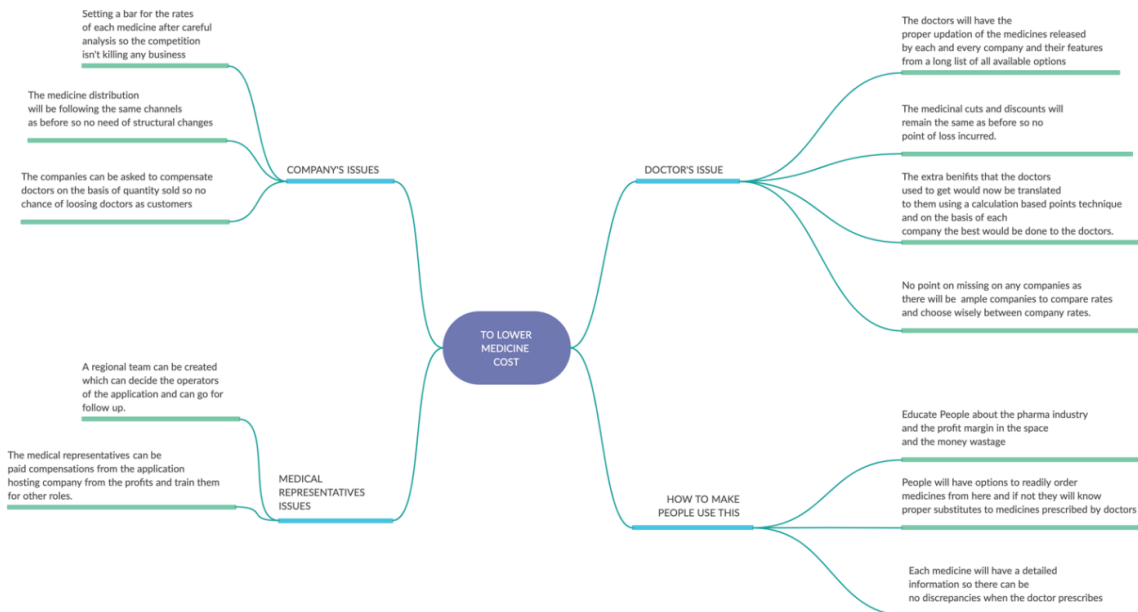 Setting a bar for the rates
of each medicine after careful
analysis so the competition
isn't killing any business
The medicine distribution
will be following the same channels
as before so no need of structural changes
The companies can be asked to compensate
doctors on the basis of quantity sold so no
chance of loosing doctors as customers
COMPANY'S ISSUES
A regional team can be created
which can decide the operators
of the application and can go for
follow up.
The medical representatives can be
paid compensations from the application
hosting company from the profits and train them
for other roles.
MEDICAL
REPRESENTATIVES
ISSUES
TO LOWER
MEDICINE
COST
DOCTOR'S ISSUE
The doctors will have the
proper updation of the medicines released
by each and every company and their features
from a long list of all available options
The medicinal cuts and discounts will
remain the same as before so no
point of loss incurred.
The extra benifits that the doctors
used to get would now be translated
to them using a calculation based points technique
and on the basis of each
company the best would be done to the doctors.
No point on missing on any companies as
there will be ample companies to compare rates
and choose wisely between company rates.
HOW TO MAKE
PEOPLE USE THIS
Educate People about the pharma industry
and the profit margin in the space
and the money wastage
People will have options to readily order
medicines from here and if not they will know
proper substitutes to medicines prescribed by doctors
Each medicine will have a detailed
information so there can be
no discrepancies when the doctor prescribes